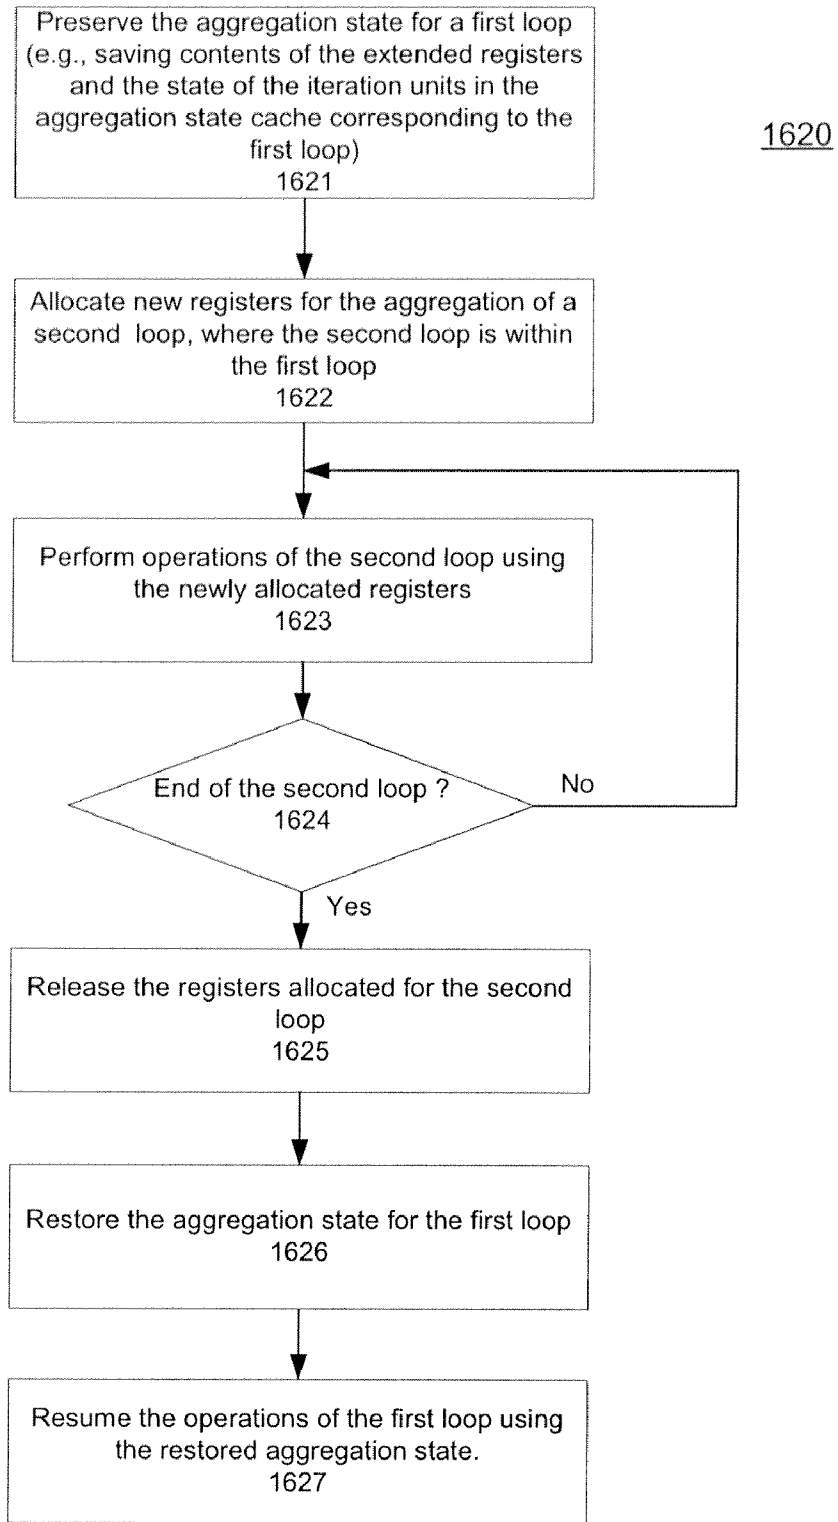 Preserve the aggregation state for a first loop
(e.g., saving contents of the extended registers
and the state of the iteration units in the
aggregation state cache corresponding to the
first loop)
1621
1620
Allocate new registers for the aggregation of a
second loop, where the second loop is within
the first loop
1622
Perform operations of the second loop using
the newly allocated registers
1623
End of the second loop ?
1624
No
Yes
Release the registers allocated for the second
loop
1625
Restore the aggregation state for the first loop
1626
Resume the operations of the first loop using
the restored aggregation state.
1627